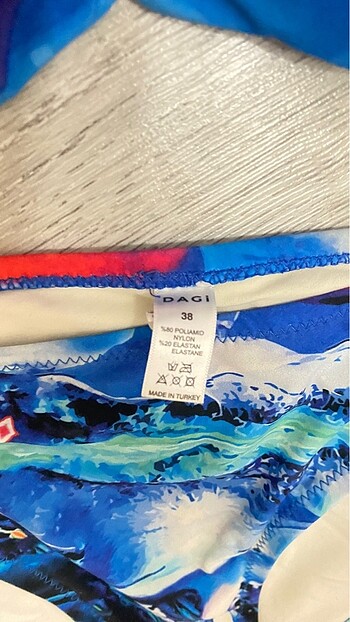 DAGİ
38
%80 POLIAMID
NYLON
%20 ELASTAN
ELASTANE
MADE IN TURKEY